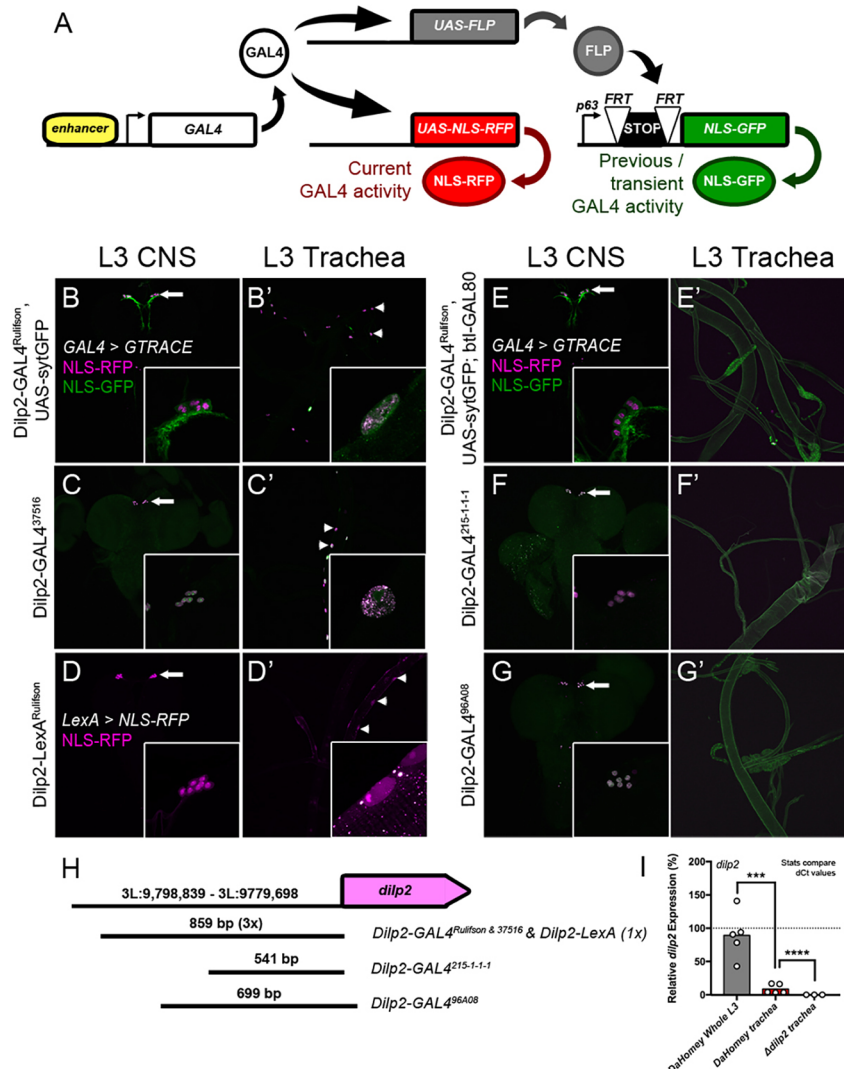 A
GAL4
UAS-FLP
FLP
enhancer
GAL4
UAS-NLS-RFP
p63
FRT
FRT
STOP
NLS-GFP
Current
GAL4 activity
NLS-RFP
Previous /
transient
GAL4 activity
NLS-GFP
L3 CNS
L3 Trachea
L3 CNS
L3 Trachea
Dilp2-GAL4Rulifson,
UAS-sytGFP
B
GAL4 > GTRACE
NLS-RFP
NLS-GFP
B'
Dilp2-GAL4Rulifson,
UAS-sytGFP; btl-GAL80
E
GAL4 > GTRACE
NLS-RFP
NLS-GFP
E'
Dilp2-GAL437516
C
C'
Dilp2-GAL4215-1-1-1
F
F'
Dilp2-LexARulifson
D
LexA > NLS-RFP
NLS-RFP
D'
Dilp2-GAL496A08
G
G'
H
3L:9,798,839 - 3L:9779,698
dilp2
859 bp (3x)
Dilp2-GAL4Rulifson & 37516 & Dilp2-LexA (1x)
541 bp
Dilp2-GAL4215-1-1-1
699 bp
Dilp2-GAL496A08
I
dilp2
Stats compare
dCt values
Relative dilp2 Expression (%)
200
150
100
50
0
***
****
DaHomey Whole L3
DaHomey trachea
Δdilp2 trachea